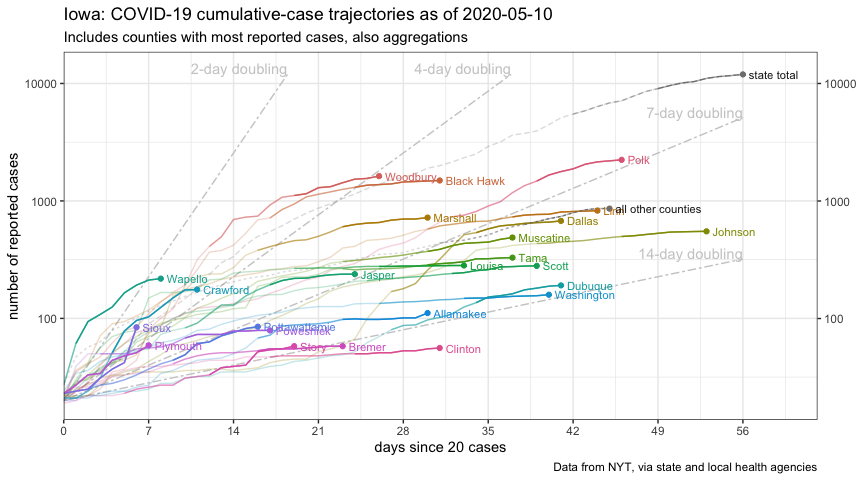 Iowa: COVID-19 cumulative-case trajectories as of 2020-05-10
Includes counties with most reported cases, also aggregations
2-day doubling
4-day doubling
state total
10000
10000
7-day doubling
Polk
Woodbury
Black Hawk
1000
1000
all other counties
Linn
Marshall
Dallas
Johnson
Muscatine
14-day doubling
Tama
Louisa
Scott
Wapello
Jasper
Crawford
Dubuque
Washington
Allamakee
100
100
Sioux
Pottawattamie
Poweshiek
Plymouth
Story
Bremer
Clinton
number of reported cases
0
7
14
21
28
35
42
49
56
days since 20 cases
Data from NYT, via state and local health agencies